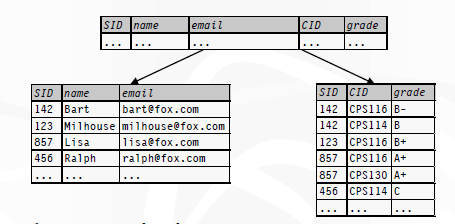 SID name email CID grade
... ... ... ... ...
SID name email
142 Bart bart@fox.com
123 Milhouse milhouse@fox.com
857 Lisa lisa@fox.com
456 Ralph ralph@fox.com
... ... ...
SID CID grade
142 CPS116 B-
142 CPS114 B
123 CPS116 B+
857 CPS116 A+
857 CPS130 A+
456 CPS114 C
... ... ...